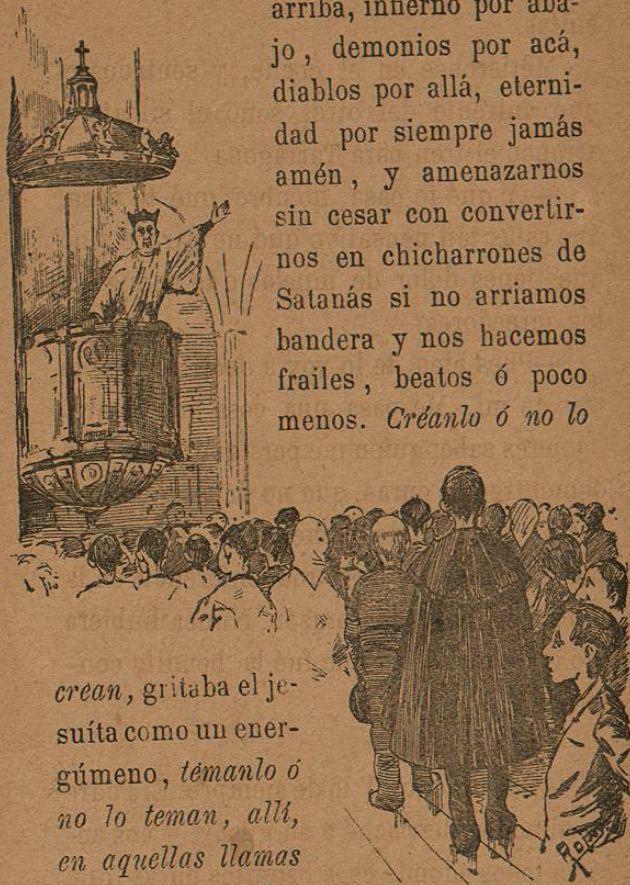 arriba, infierno por aba-
jo, demonios por acá,
diablos por allá, eterni-
dad por siempre jamás
amén, y amenazarnos
sin cesar con convertir-
nos en chicharrones de
Satanás si no arriamos
bandera y nos hacemos
frailes, beatos ó poco
menos. Créanlo ó no lo
crean, gritaba el je-
suíta como un ener-
gúmeno, témanlo ó
no lo teman, allí,
en aquellas llamas